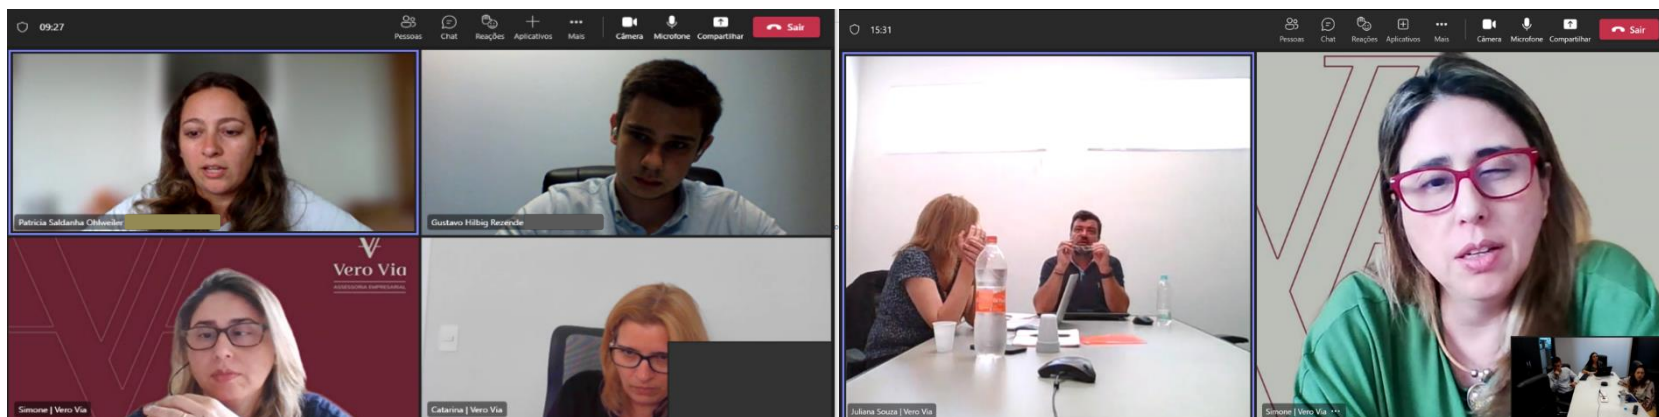 09:27
Pessoas Chat Reações Aplicativos Mais Câmera Microfone Compartilhar Sair
Patricia Saldanha Ohlweiler
Gustavo Hilbig Rezende
Vero Via
ASSESSORIA EMPRESARIAL
Simone | Vero Via
Catarina | Vero Via
15:31
Pessoas Chat Reações Aplicativos Mais Câmera Microfone Compartilhar Sair
Juliana Souza | Vero Via
Simone | Vero Via